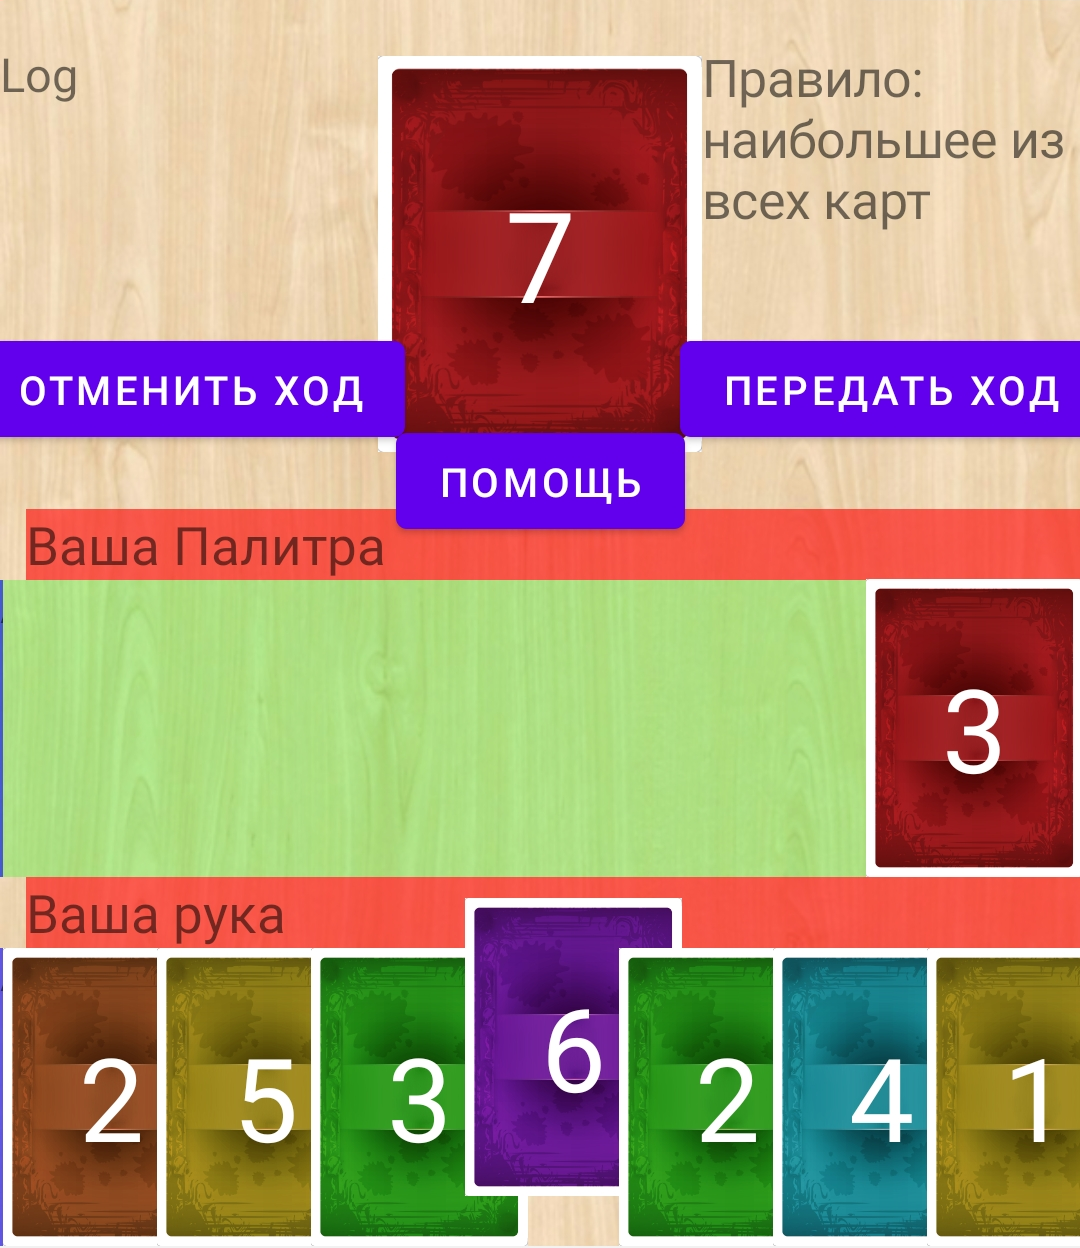 Log
7
Правило:
наибольшее из
всех карт
ОТМЕНИТЬ ХОД
ПЕРЕДАТЬ ХОД
ПОМОЩЬ
Ваша Палитра
3
Ваша рука
2 5 3 6 2 4 1